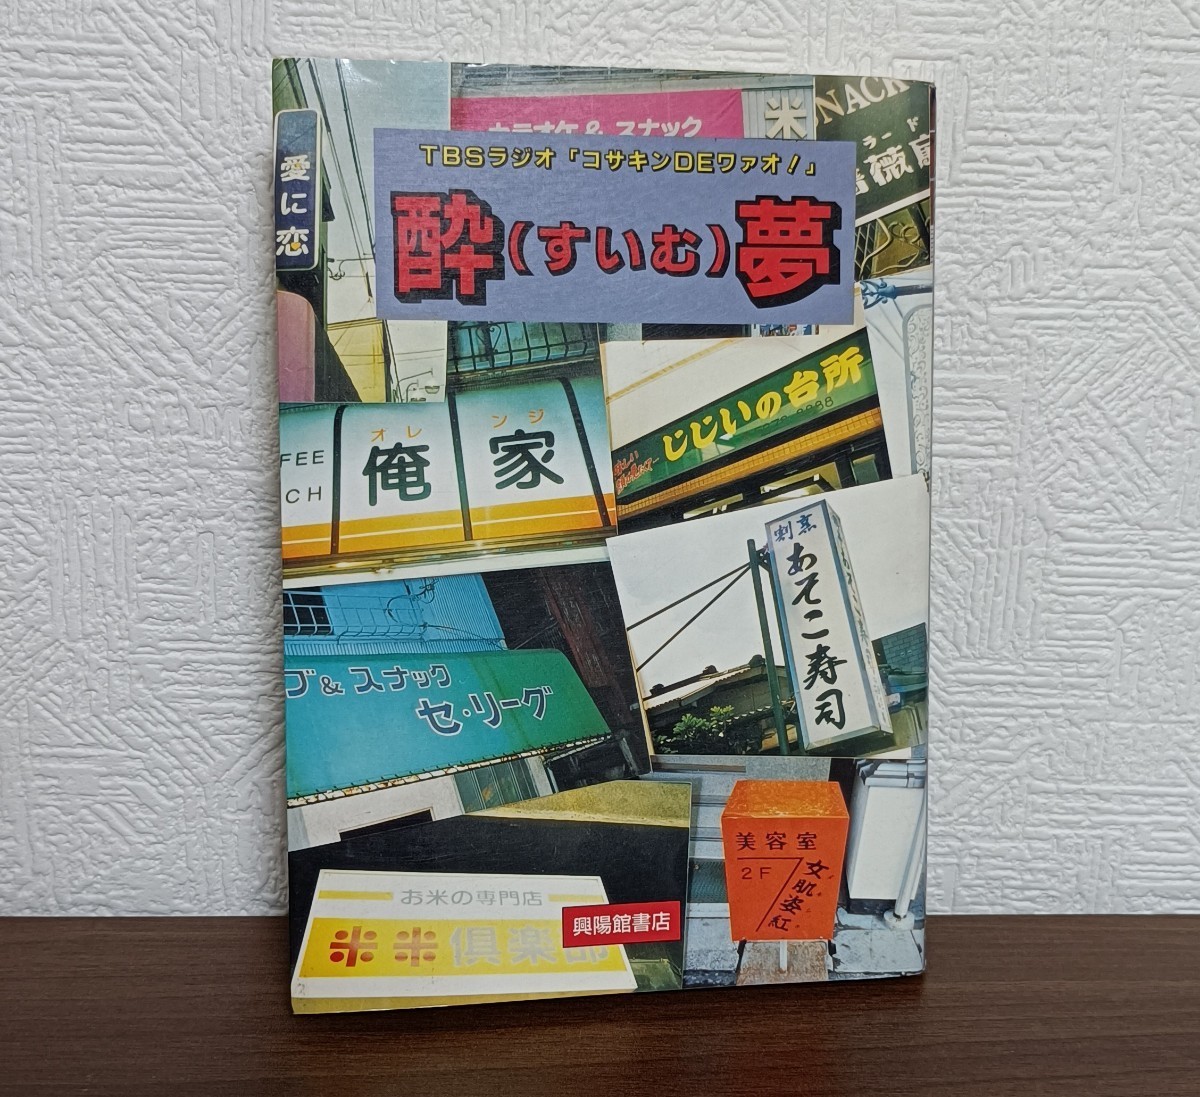 カラオケ & スナック
米
NACK
愛に恋
TBSラジオ「コサキンDEワァオ!」
酔(すいむ)夢
じじいの台所
オレ
ンジ
俺
家
FEE
CH
割烹
あそこ寿司
ブ&スナック
セ・リーグ
美容室
2F
女肌姿紅
お米の専門店
米米倶楽部
興陽館書店